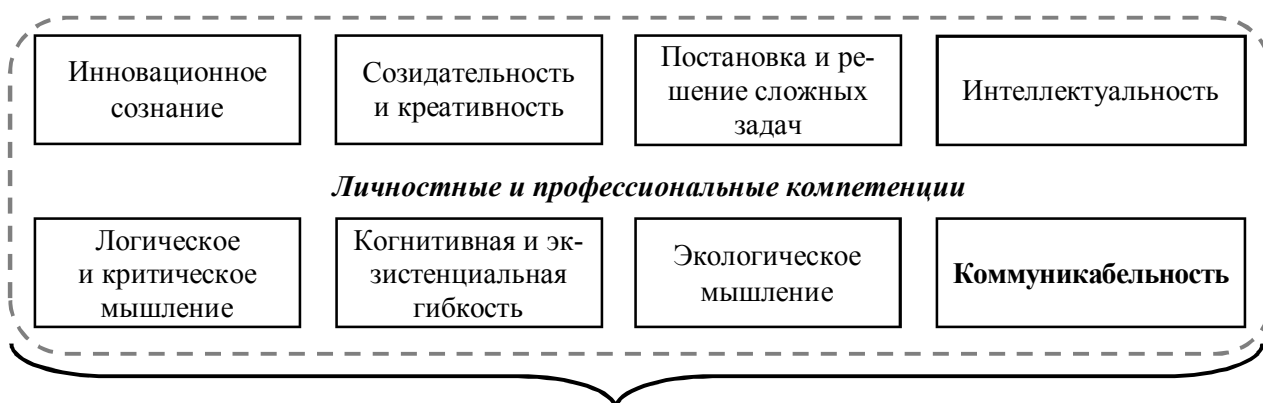 Инновационное
сознание
Созидательность
и креативность
Постановка и ре-
шение сложных
задач
Интеллектуальность
Личностные и профессиональные компетенции
Логическое
и критическое
мышление
Когнитивная и эк-
зистенциальная
гибкость
Экологическое
мышление
Коммуникабельность